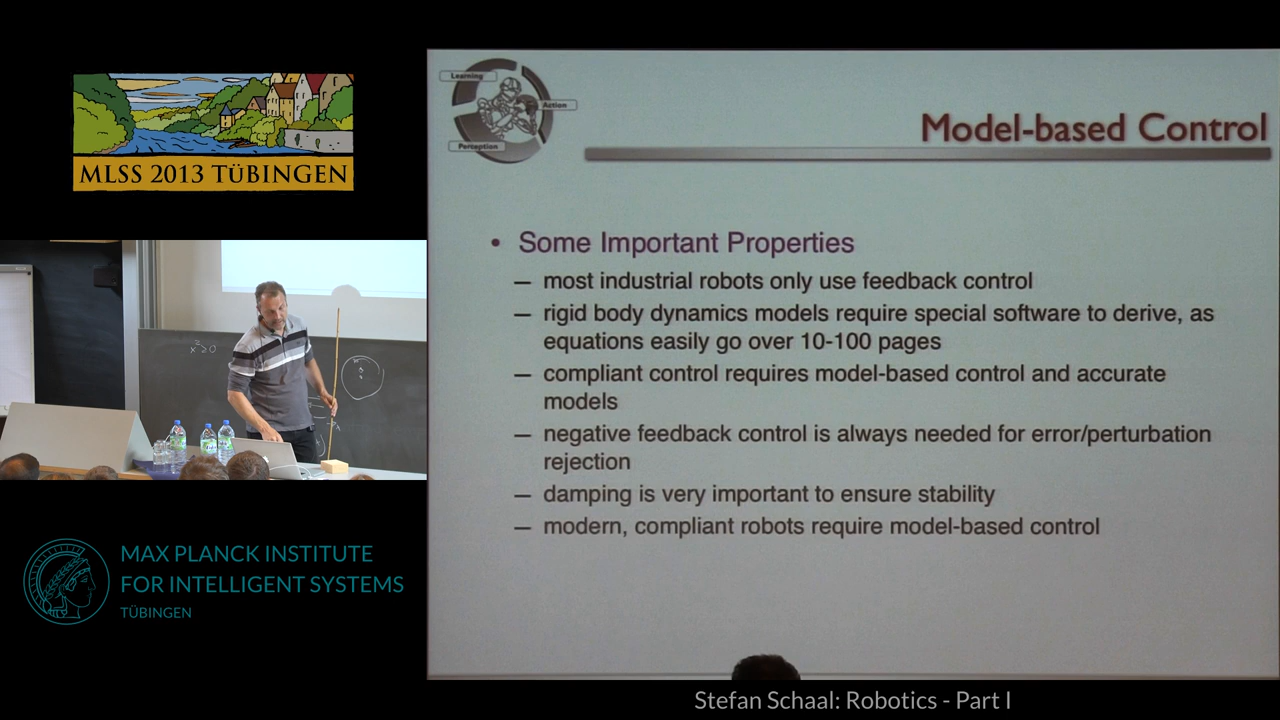 MLSS 2013 TÜBINGEN
x²≥0
MAX PLANCK INSTITUTE
FOR INTELLIGENT SYSTEMS
TÜBINGEN
Learning
Action
Perception
Model-based Control
• Some Important Properties
– most industrial robots only use feedback control
– rigid body dynamics models require special software to derive, as
equations easily go over 10-100 pages
– compliant control requires model-based control and accurate
models
– negative feedback control is always needed for error/perturbation
rejection
– damping is very important to ensure stability
– modern, compliant robots require model-based control
Stefan Schaal: Robotics - Part I